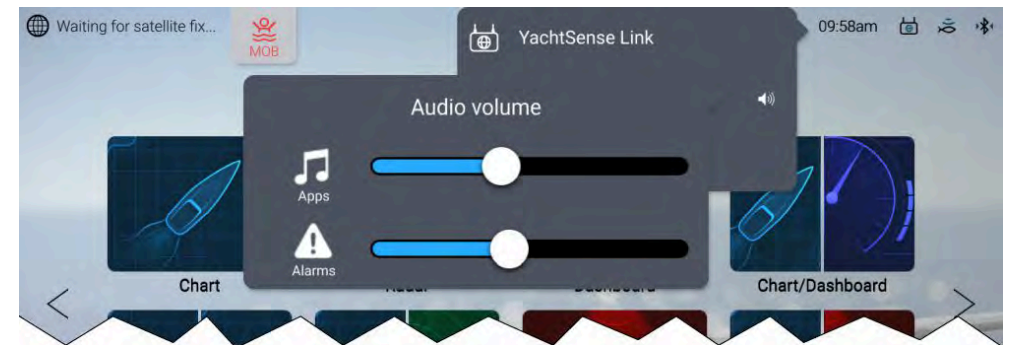 Waiting for satellite fix...
MOB
YachtSense Link
09:58am
Audio volume
Apps
Alarms
Chart
Chart/Dashboard